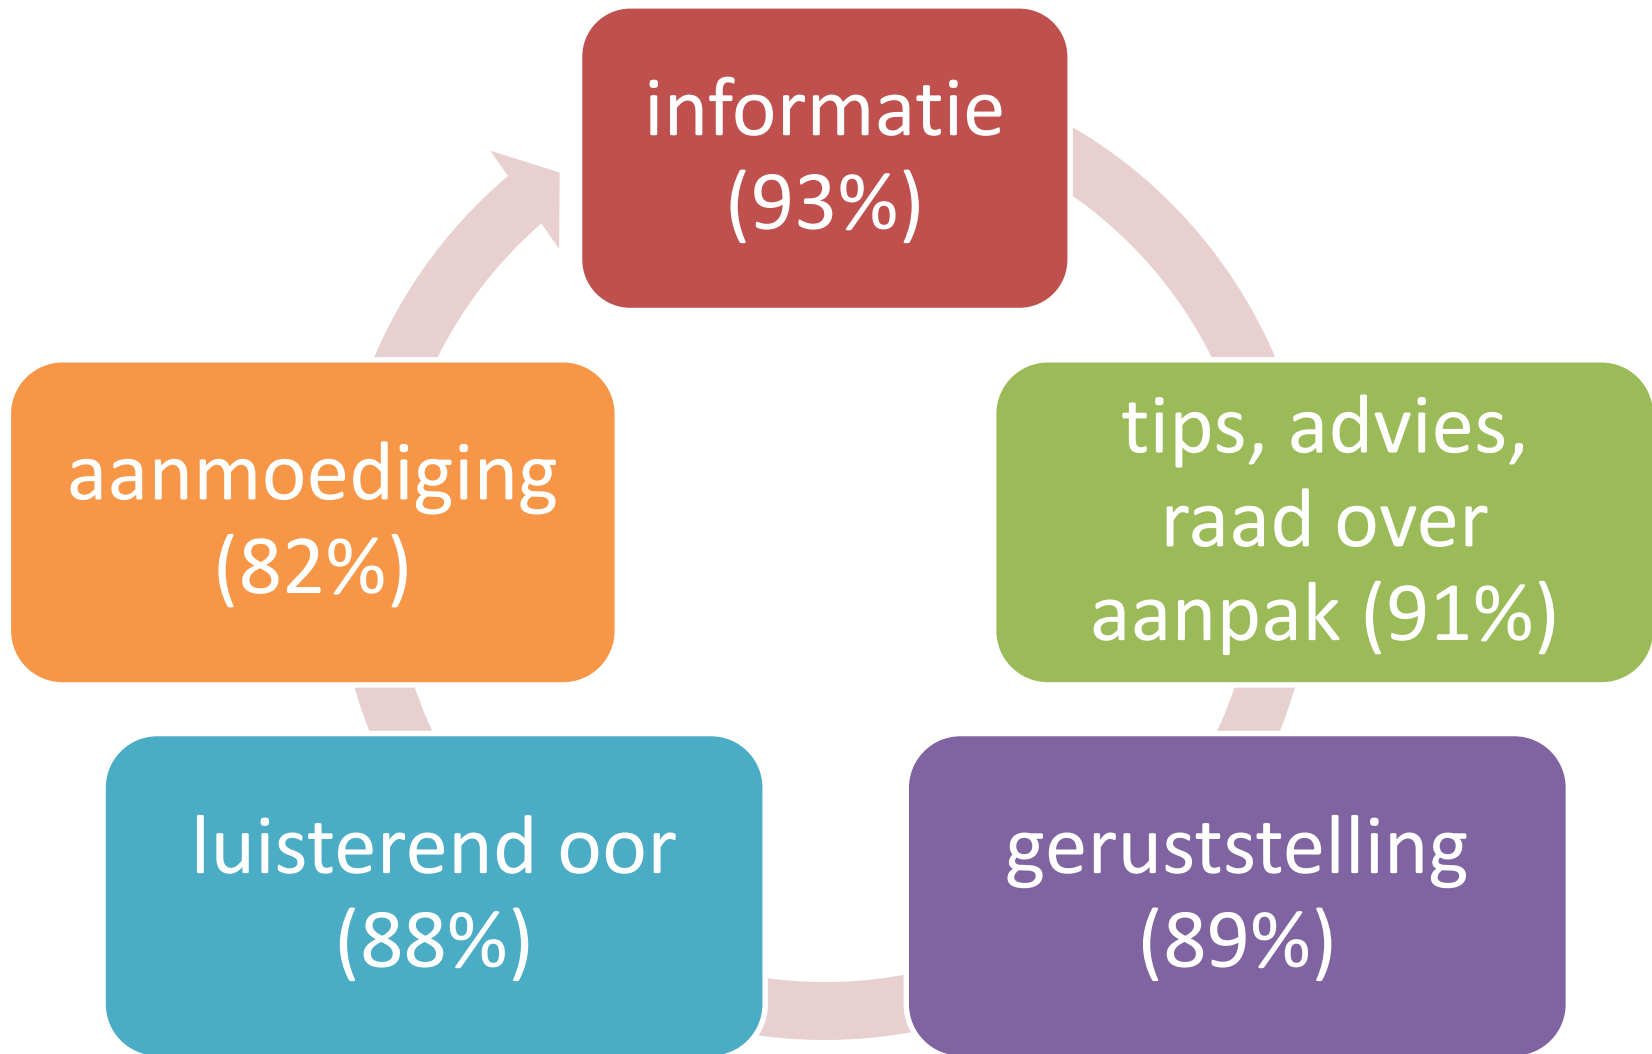 informatie
(93%)
tips, advies,
raad over
aanpak (91%)
geruststelling
(89%)
luisterend oor
(88%)
aanmoediging
(82%)